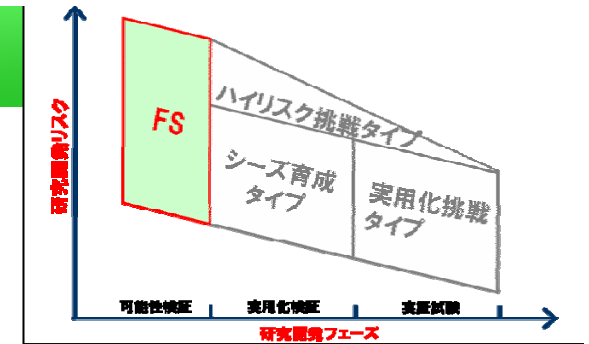 研究開発リスク
FS
ハイリスク挑戦タイプ
シーズ育成
タイプ
実用化挑戦
タイプ
可能性検証
実用化検証
実証試験
研究開発フェーズ